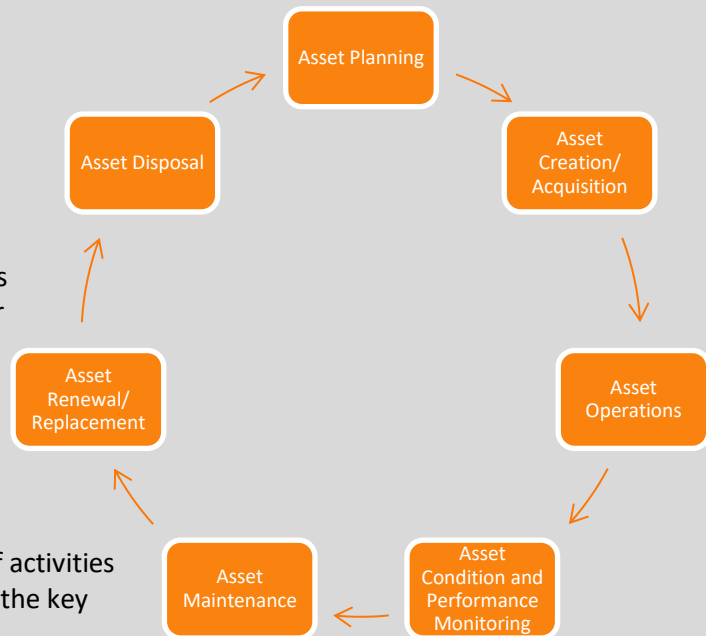 Asset Planning
Asset
Creation/
Acquisition
Asset
Operations
Asset
Condition and
Performance
Monitoring
Asset
Maintenance
Asset
Renewal/
Replacement
Asset Disposal
activities
the key